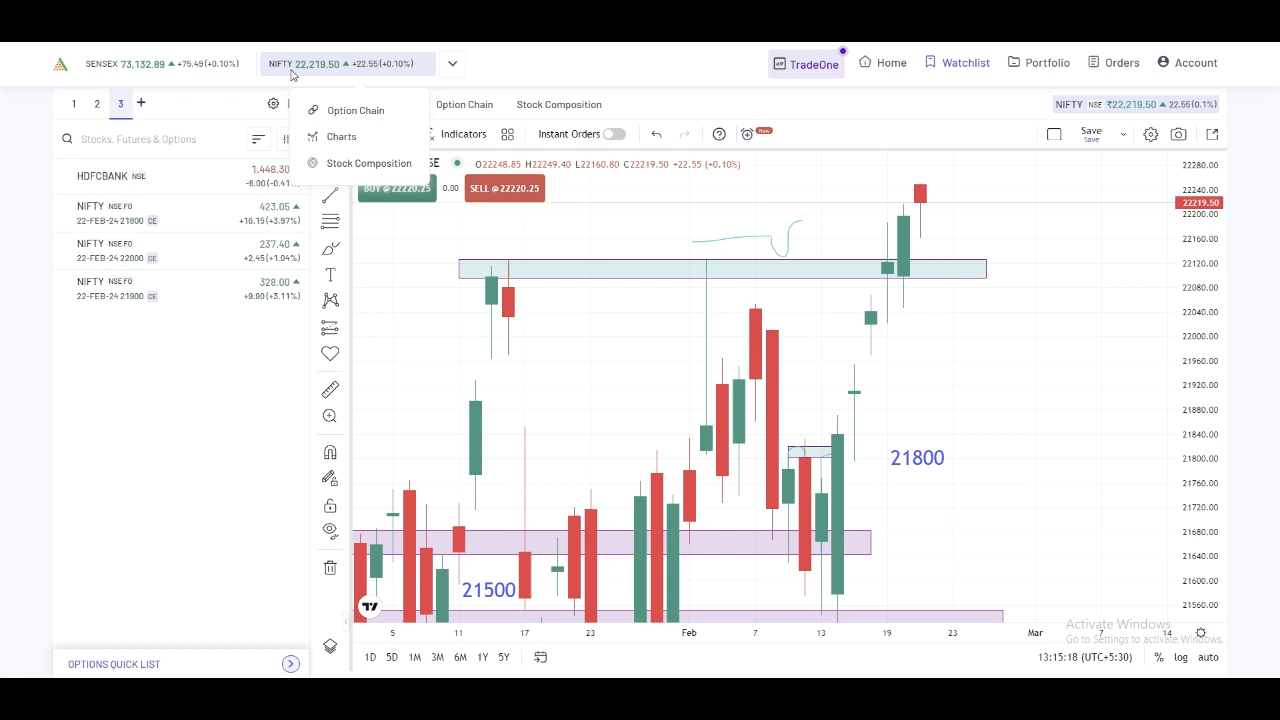 SENSEX 73,132.89 ▲ +75.49(+0.10%)
NIFTY 22,219.50 ▲ +22.55(+0.10%)
TradeOne
Home
Watchlist
Portfolio
Orders
Account
1 2 3 +
Option Chain
Charts
Stock Composition
Option Chain
Stock Composition
NIFTY NSE ₹22,219.50 ▲ 22.55(0.1%)
Stocks, Futures & Options
Indicators
Instant Orders
New
Save
Save
HDFCBANK NSE 1,448.30
-6.00(-0.41
NIFTY NSEFO 423.05 ▲
22-FEB-24 21800 CE +16.15(+3.97%)
NIFTY NSEFO 237.40 ▲
22-FEB-24 22000 CE +2.45(+1.04%)
NIFTY NSEFO 328.00 ▲
22-FEB-24 21900 CE +9.90(+3.11%)
SE O22248.85 H22249.40 L22160.80 C22219.50 +22.55 (+0.10%)
BUY @ 22220.25 0.00 SELL @ 22220.25
22280.00
22240.00
22219.50
22200.00
22160.00
22120.00
22080.00
22040.00
22000.00
21960.00
21920.00
21880.00
21840.00
21800.00
21760.00
21720.00
21680.00
21640.00
21600.00
21560.00
21800
21500
5 11 17 23 Feb 7 13 19 23 Mar 7 14
Activate Windows
Go to Settings to activate Windows.
OPTIONS QUICK LIST
1D 5D 1M 3M 6M 1Y 5Y
13:15:18 (UTC+5:30) % log auto